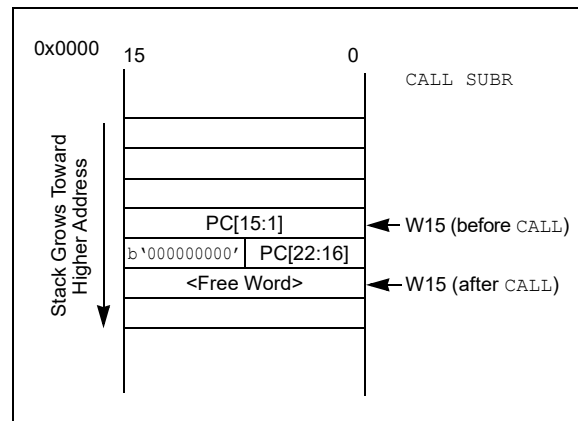 0x0000
15 0
CALL SUBR
Stack Grows Toward
Higher Address
PC[15:1]
W15 (before CALL)
b‘000000000’ PC[22:16]
<Free Word>
W15 (after CALL)